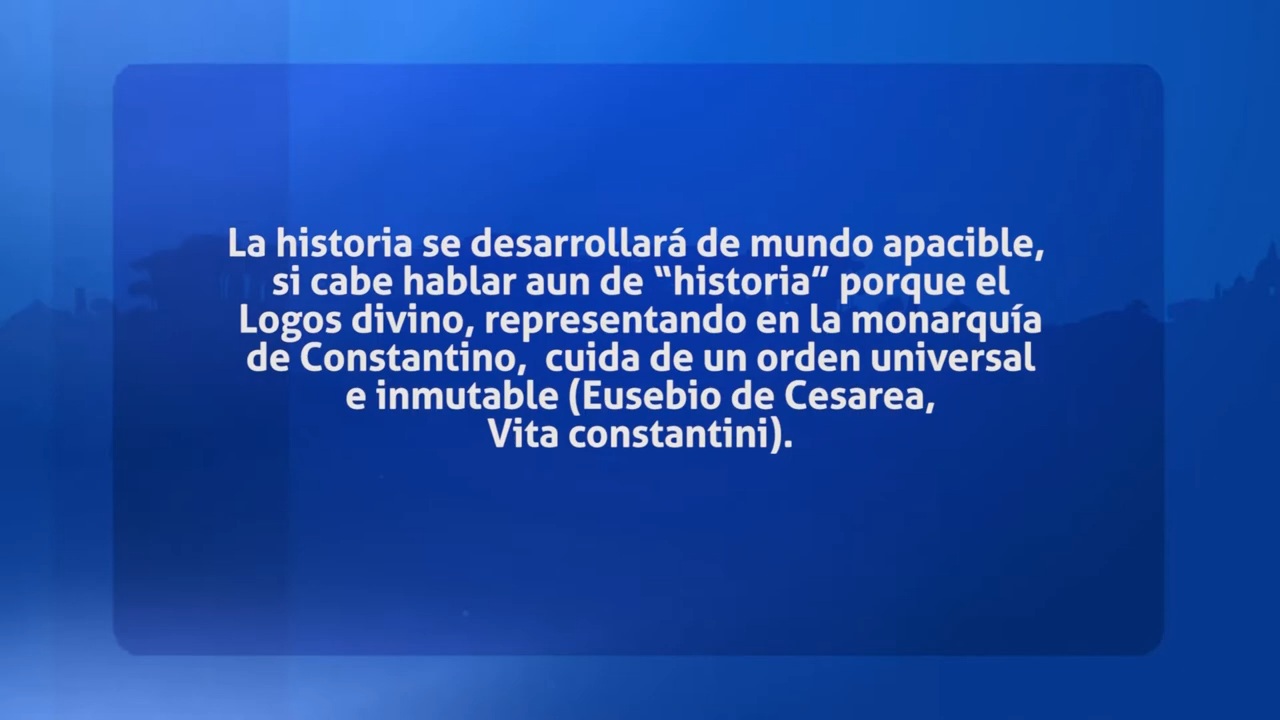 La historia se desarrollará de mundo apacible,
si cabe hablar aun de “historia” porque el
Logos divino, representando en la monarquía
de Constantino,  cuida de un orden universal
e inmutable (Eusebio de Cesarea,
Vita constantini).